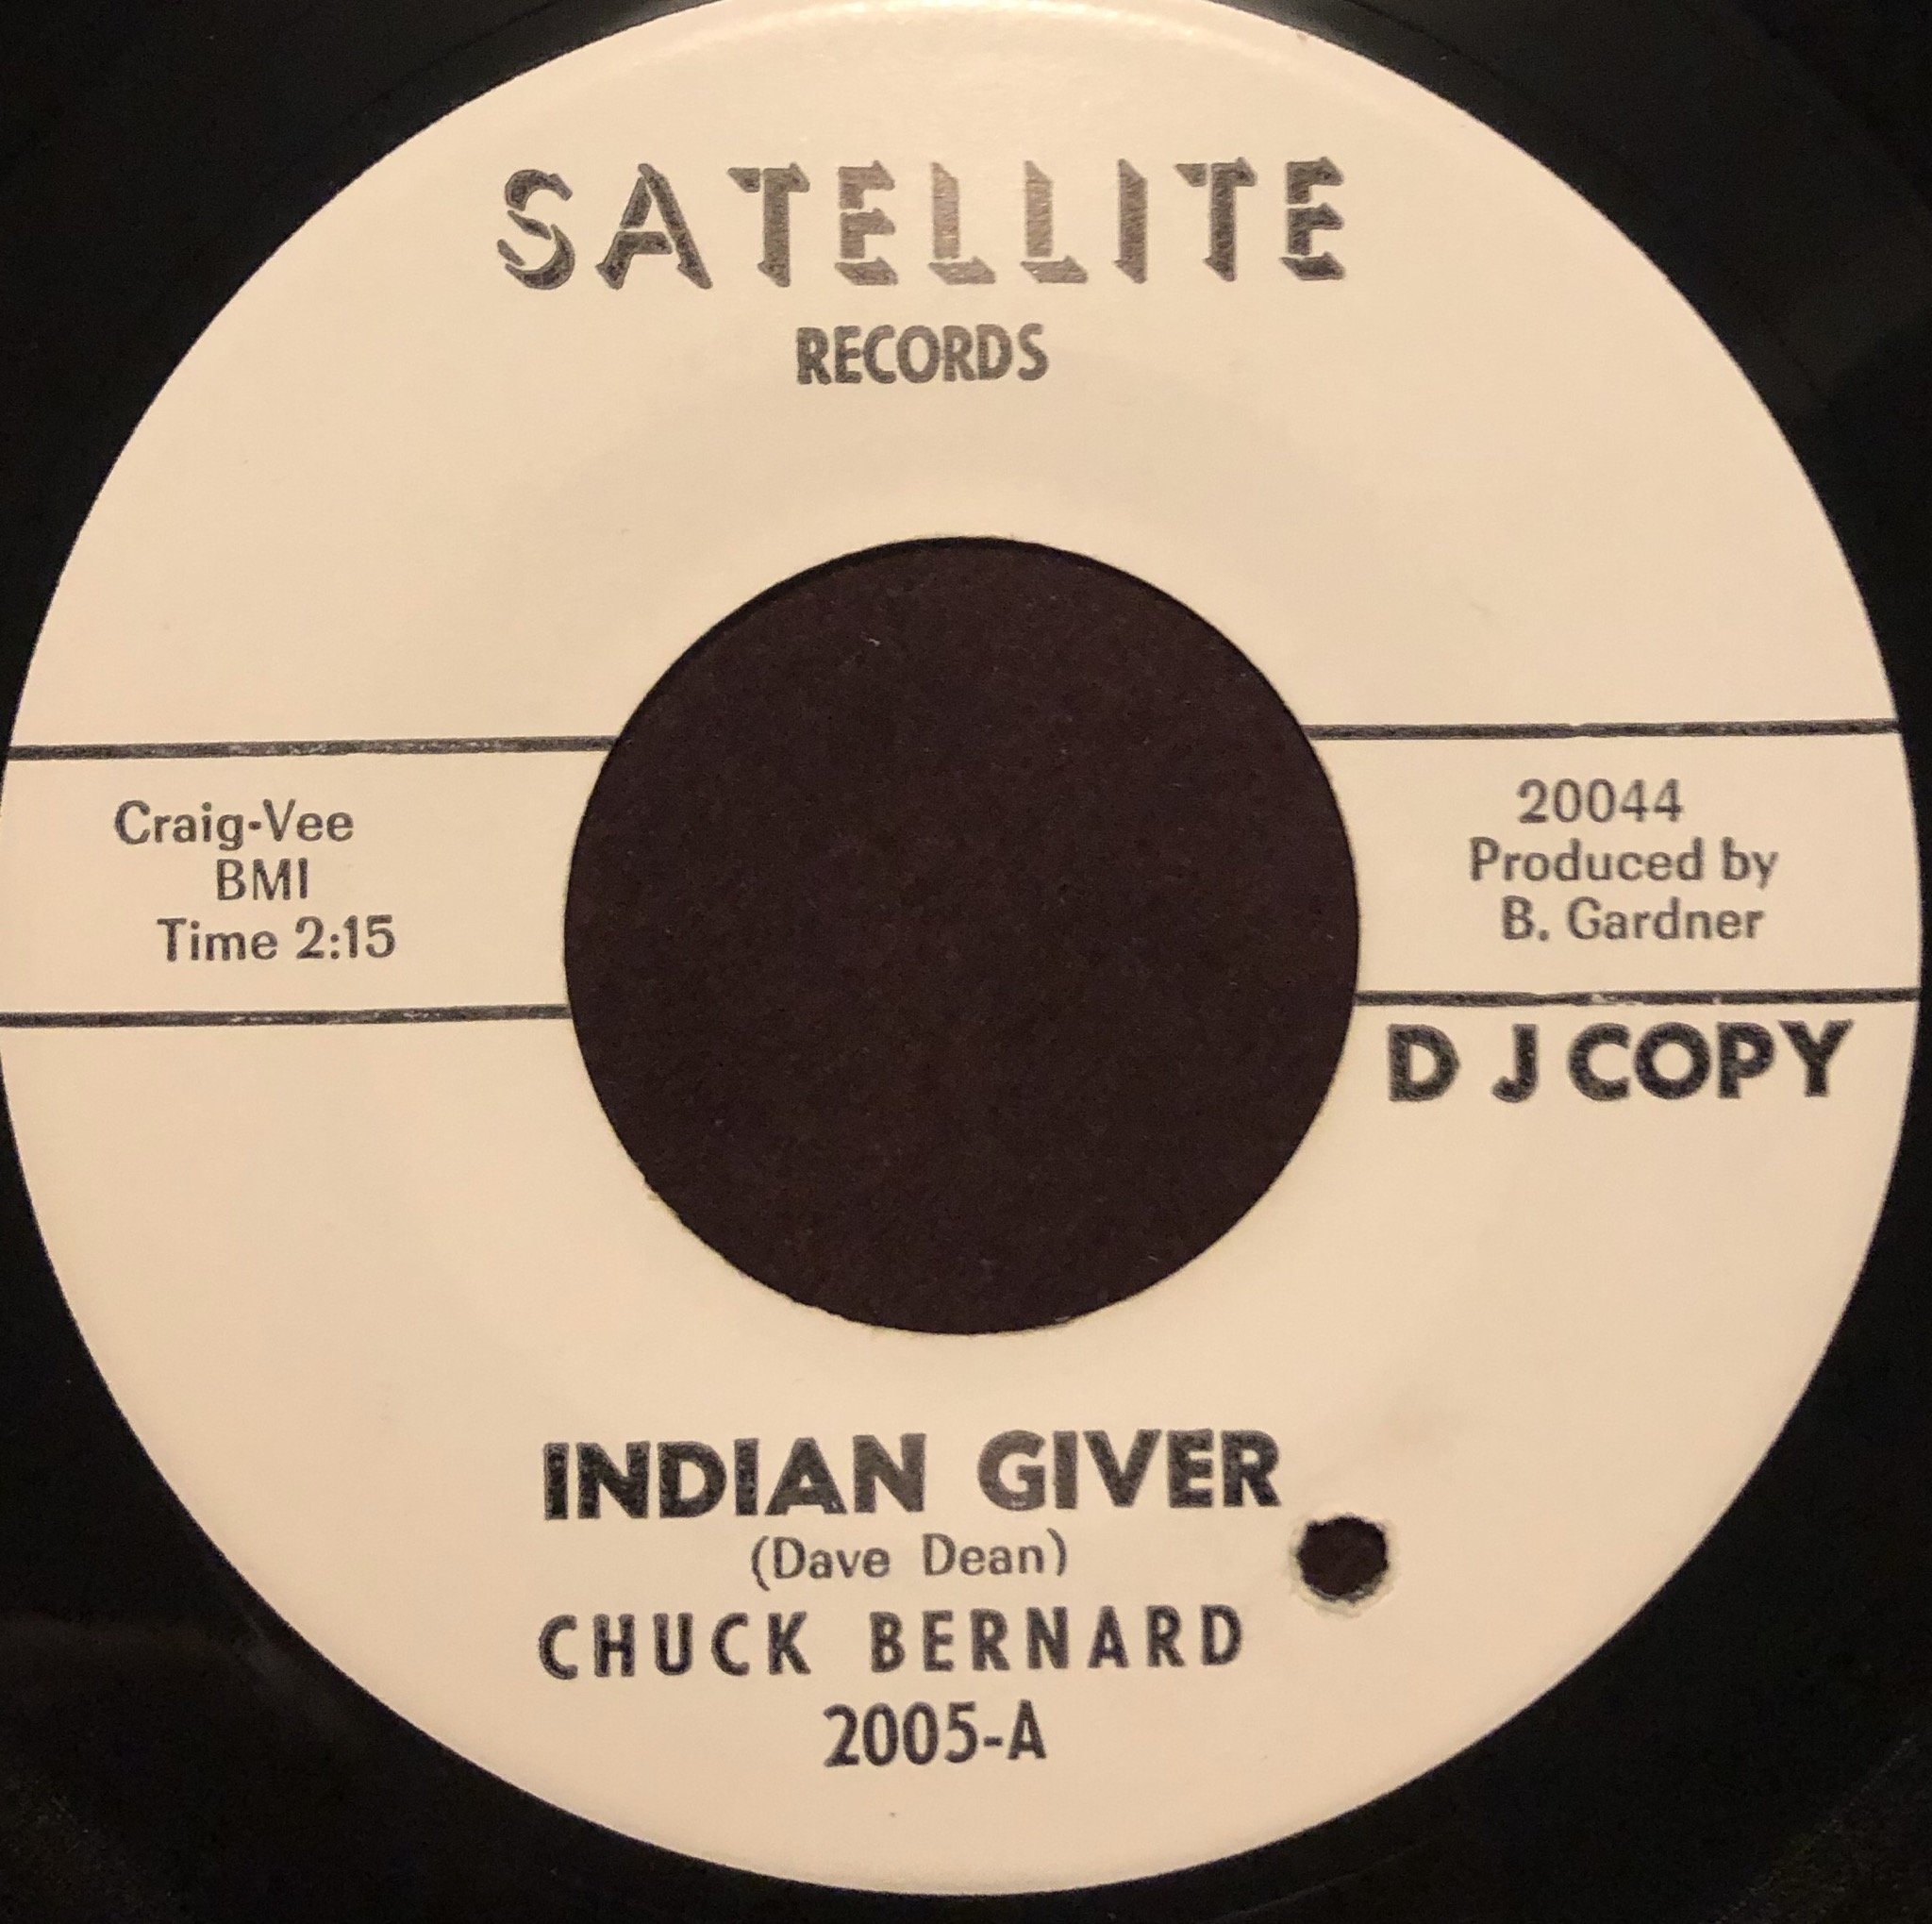 SATELLITE
RECORDS
Craig-Vee
BMI
Time 2:15
20044
Produced by
B. Gardner
D J COPY
INDIAN GIVER
(Dave Dean)
CHUCK BERNARD
2005-A